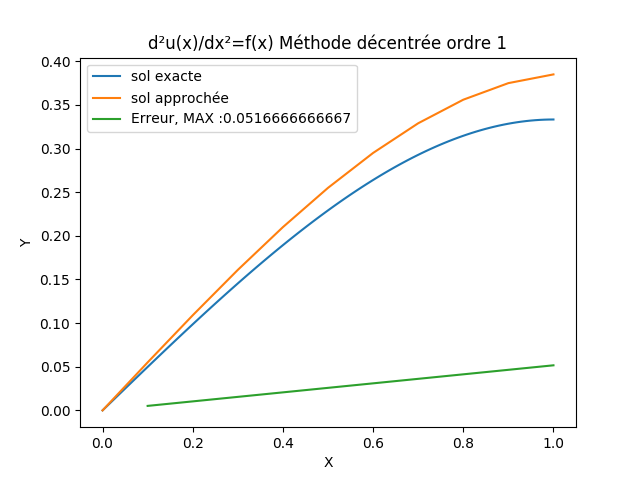 d²u(x)/dx²=f(x) Méthode décentrée ordre 1
sol exacte
sol approchée
Erreur, MAX :0.0516666666667
0.40
0.35
0.30
0.25
0.20
0.15
0.10
0.05
0.00
Y
0.0 0.2 0.4 0.6 0.8 1.0
X